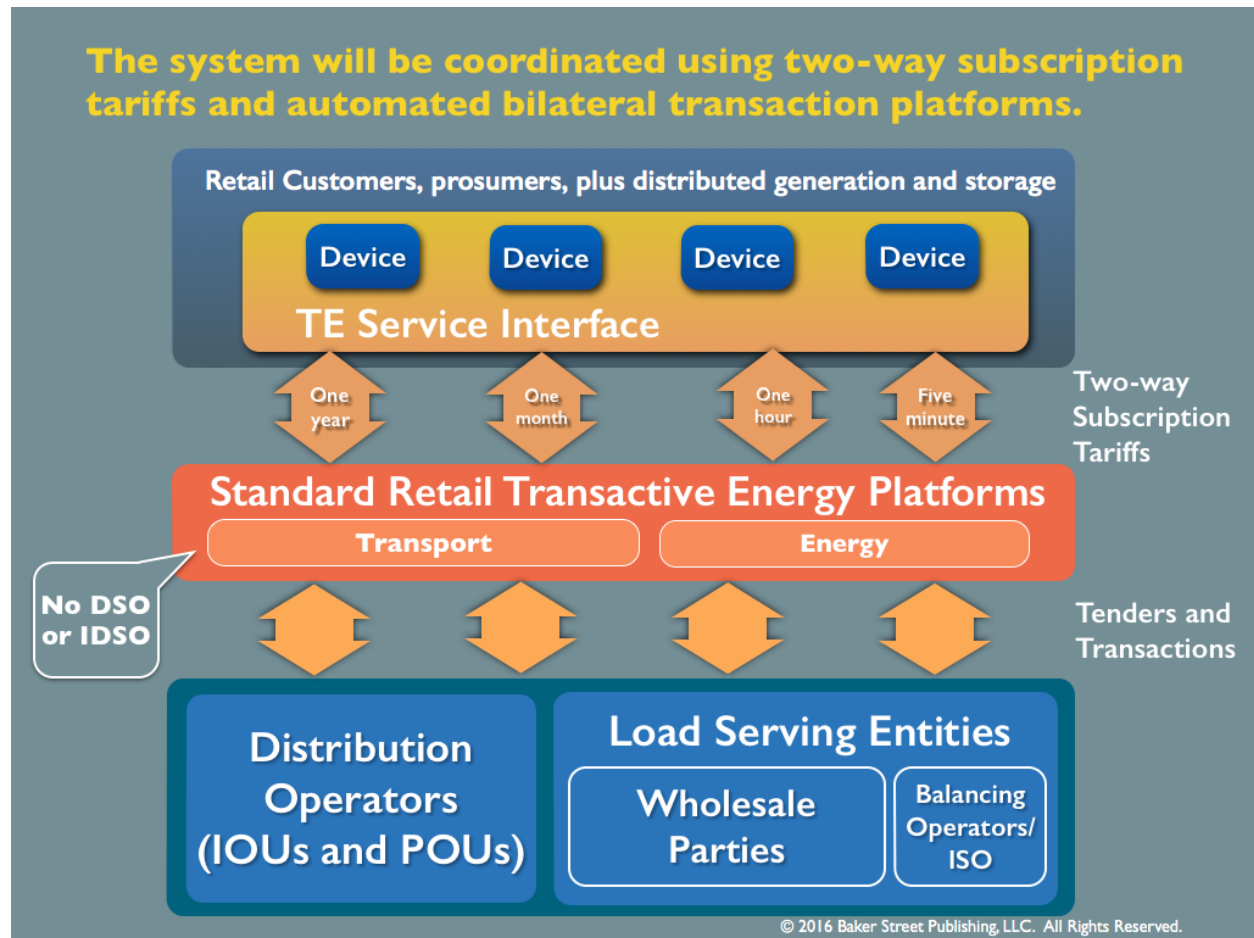 The system will be coordinated using two-way subscription
tariffs and automated bilateral transaction platforms.
Retail Customers, prosumers, plus distributed generation and storage
Device
Device
Device
Device
TE Service Interface
One
year
One
month
One
hour
Five
minute
Two-way
Subscription
Tariffs
Standard Retail Transactive Energy Platforms
Transport
Energy
No DSO
or IDSO
Tenders and
Transactions
Distribution
Operators
(IOUs and POUs)
Load Serving Entities
Wholesale
Parties
Balancing
Operators/
ISO
© 2016 Baker Street Publishing, LLC. All Rights Reserved.